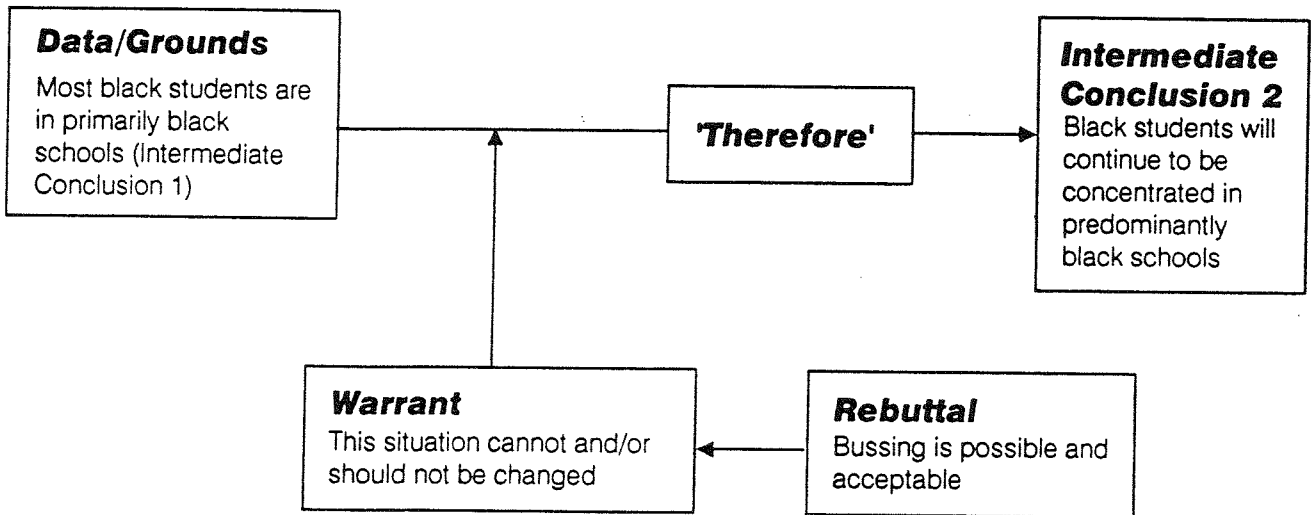 Data/Grounds
Most black students are
in primarily black
schools (Intermediate
Conclusion 1)
'Therefore'
Intermediate
Conclusion 2
Black students will
continue to be
concentrated in
predominantly
black schools
Warrant
This situation cannot and/or
should not be changed
Rebuttal
Bussing is possible and
acceptable